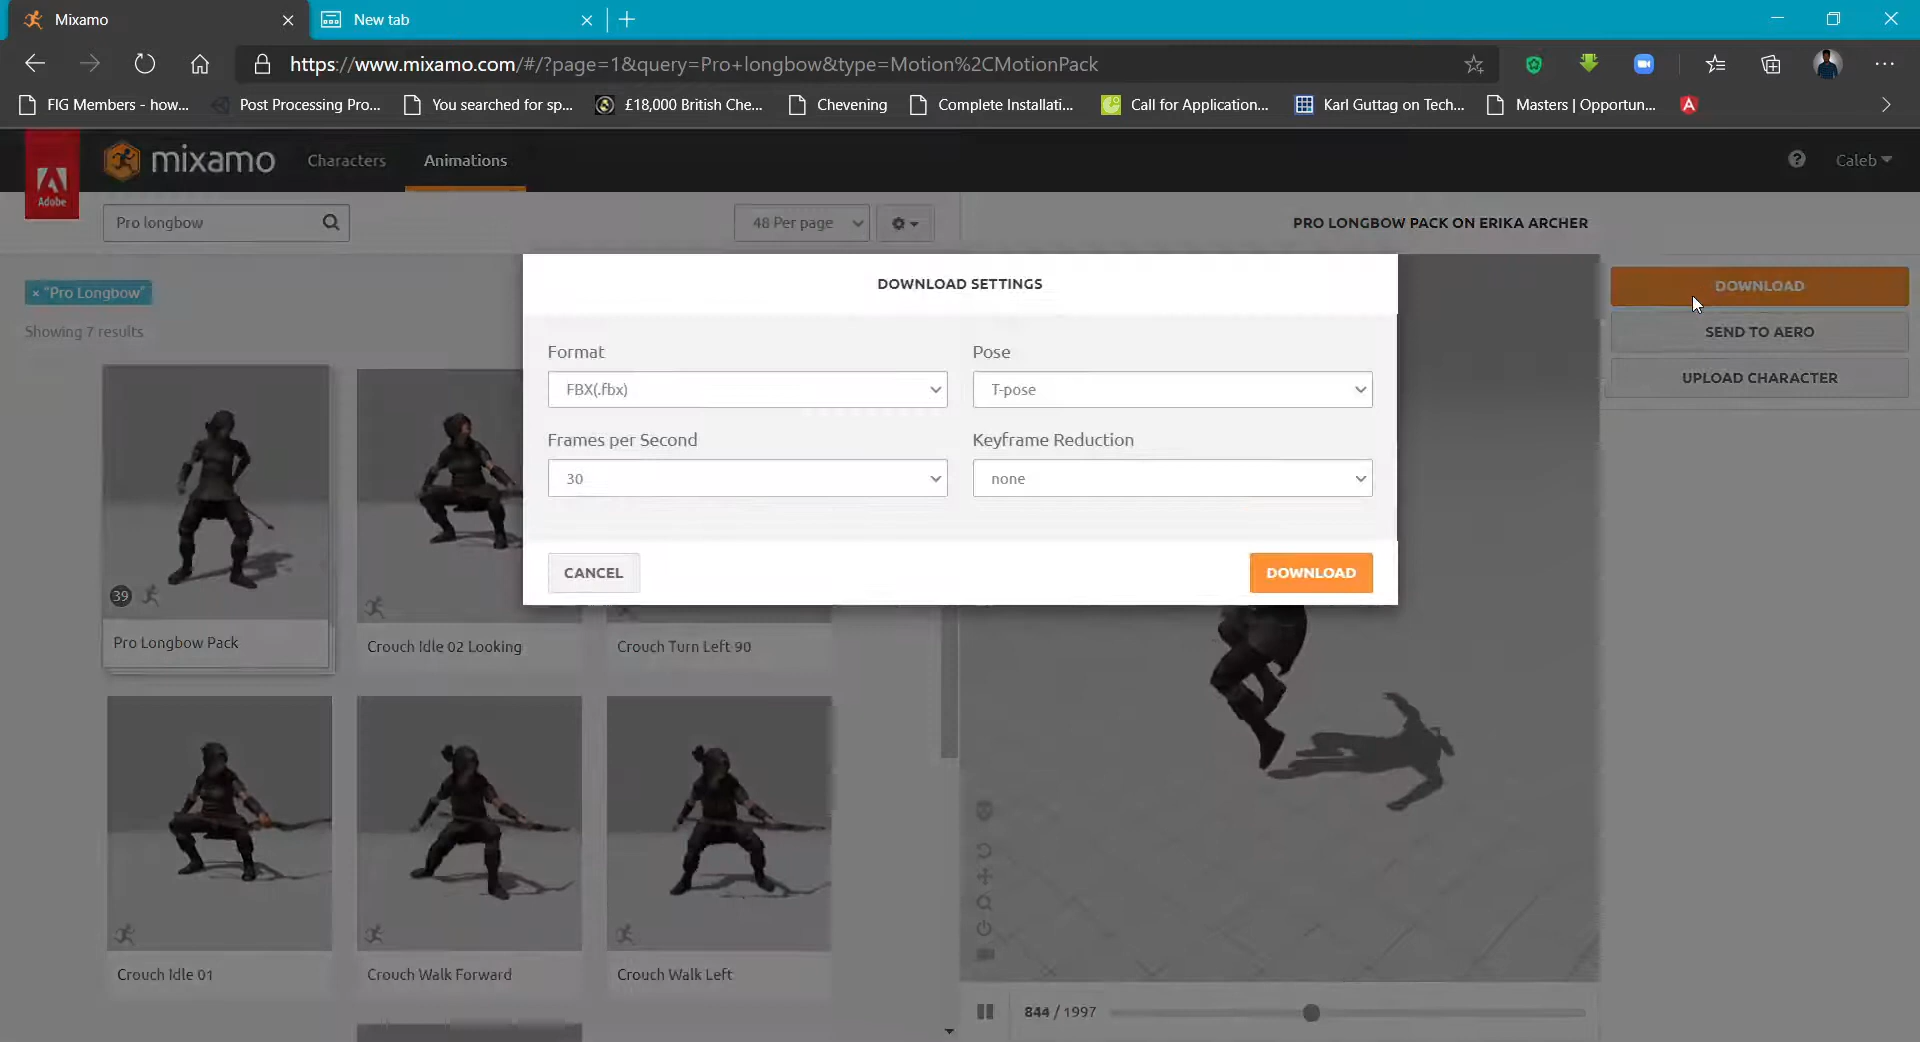 Mixamo
New tab
https://www.mixamo.com/#/?page=1&query=Pro+longbow&type=Motion%2CMotionPack
FIG Members - how...
Post Processing Pro...
You searched for sp...
£18,000 British Che...
Chevening
Complete Installati...
Call for Application...
Karl Guttag on Tech...
Masters | Opportun...
Adobe
mixamo
Characters
Animations
Caleb
Pro longbow
48 Per page
PRO LONGBOW PACK ON ERIKA ARCHER
× "Pro Longbow"
Showing 7 results
DOWNLOAD
SEND TO AERO
UPLOAD CHARACTER
DOWNLOAD SETTINGS
Format
Pose
FBX(.fbx)
T-pose
Frames per Second
Keyframe Reduction
30
none
CANCEL
DOWNLOAD
39
Pro Longbow Pack
Crouch Idle 02 Looking
Crouch Turn Left 90
Crouch Idle 01
Crouch Walk Forward
Crouch Walk Left
844 / 1997